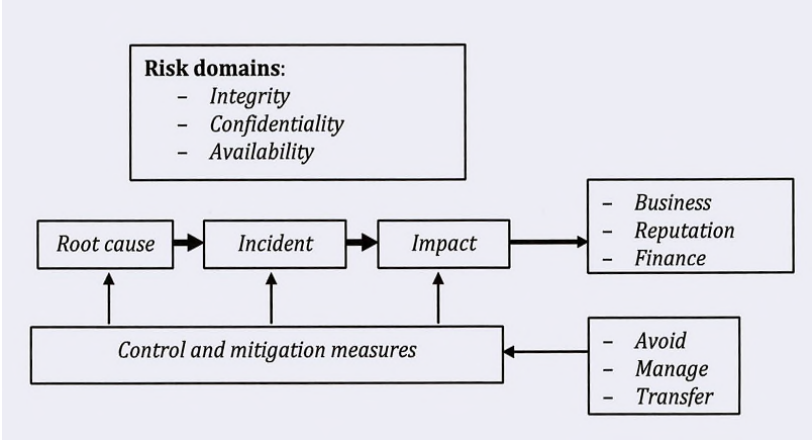 Risk domains:
– Integrity
– Confidentiality
– Availability
Root cause
Incident
Impact
– Business
– Reputation
– Finance
Control and mitigation measures
– Avoid
– Manage
– Transfer